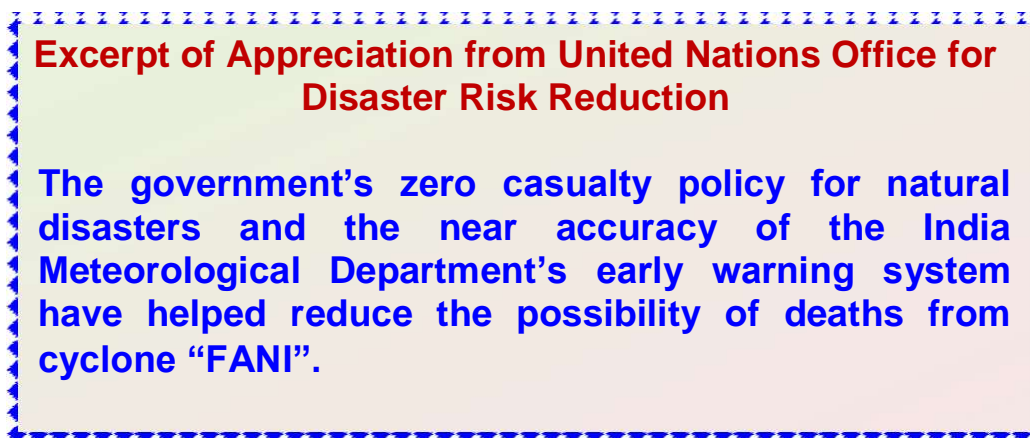 Excerpt of Appreciation from United Nations Office for
Disaster Risk Reduction
The government’s zero casualty policy for natural
disasters and the near accuracy of the India
Meteorological Department’s early warning system
have helped reduce the possibility of deaths from
cyclone “FANI”.